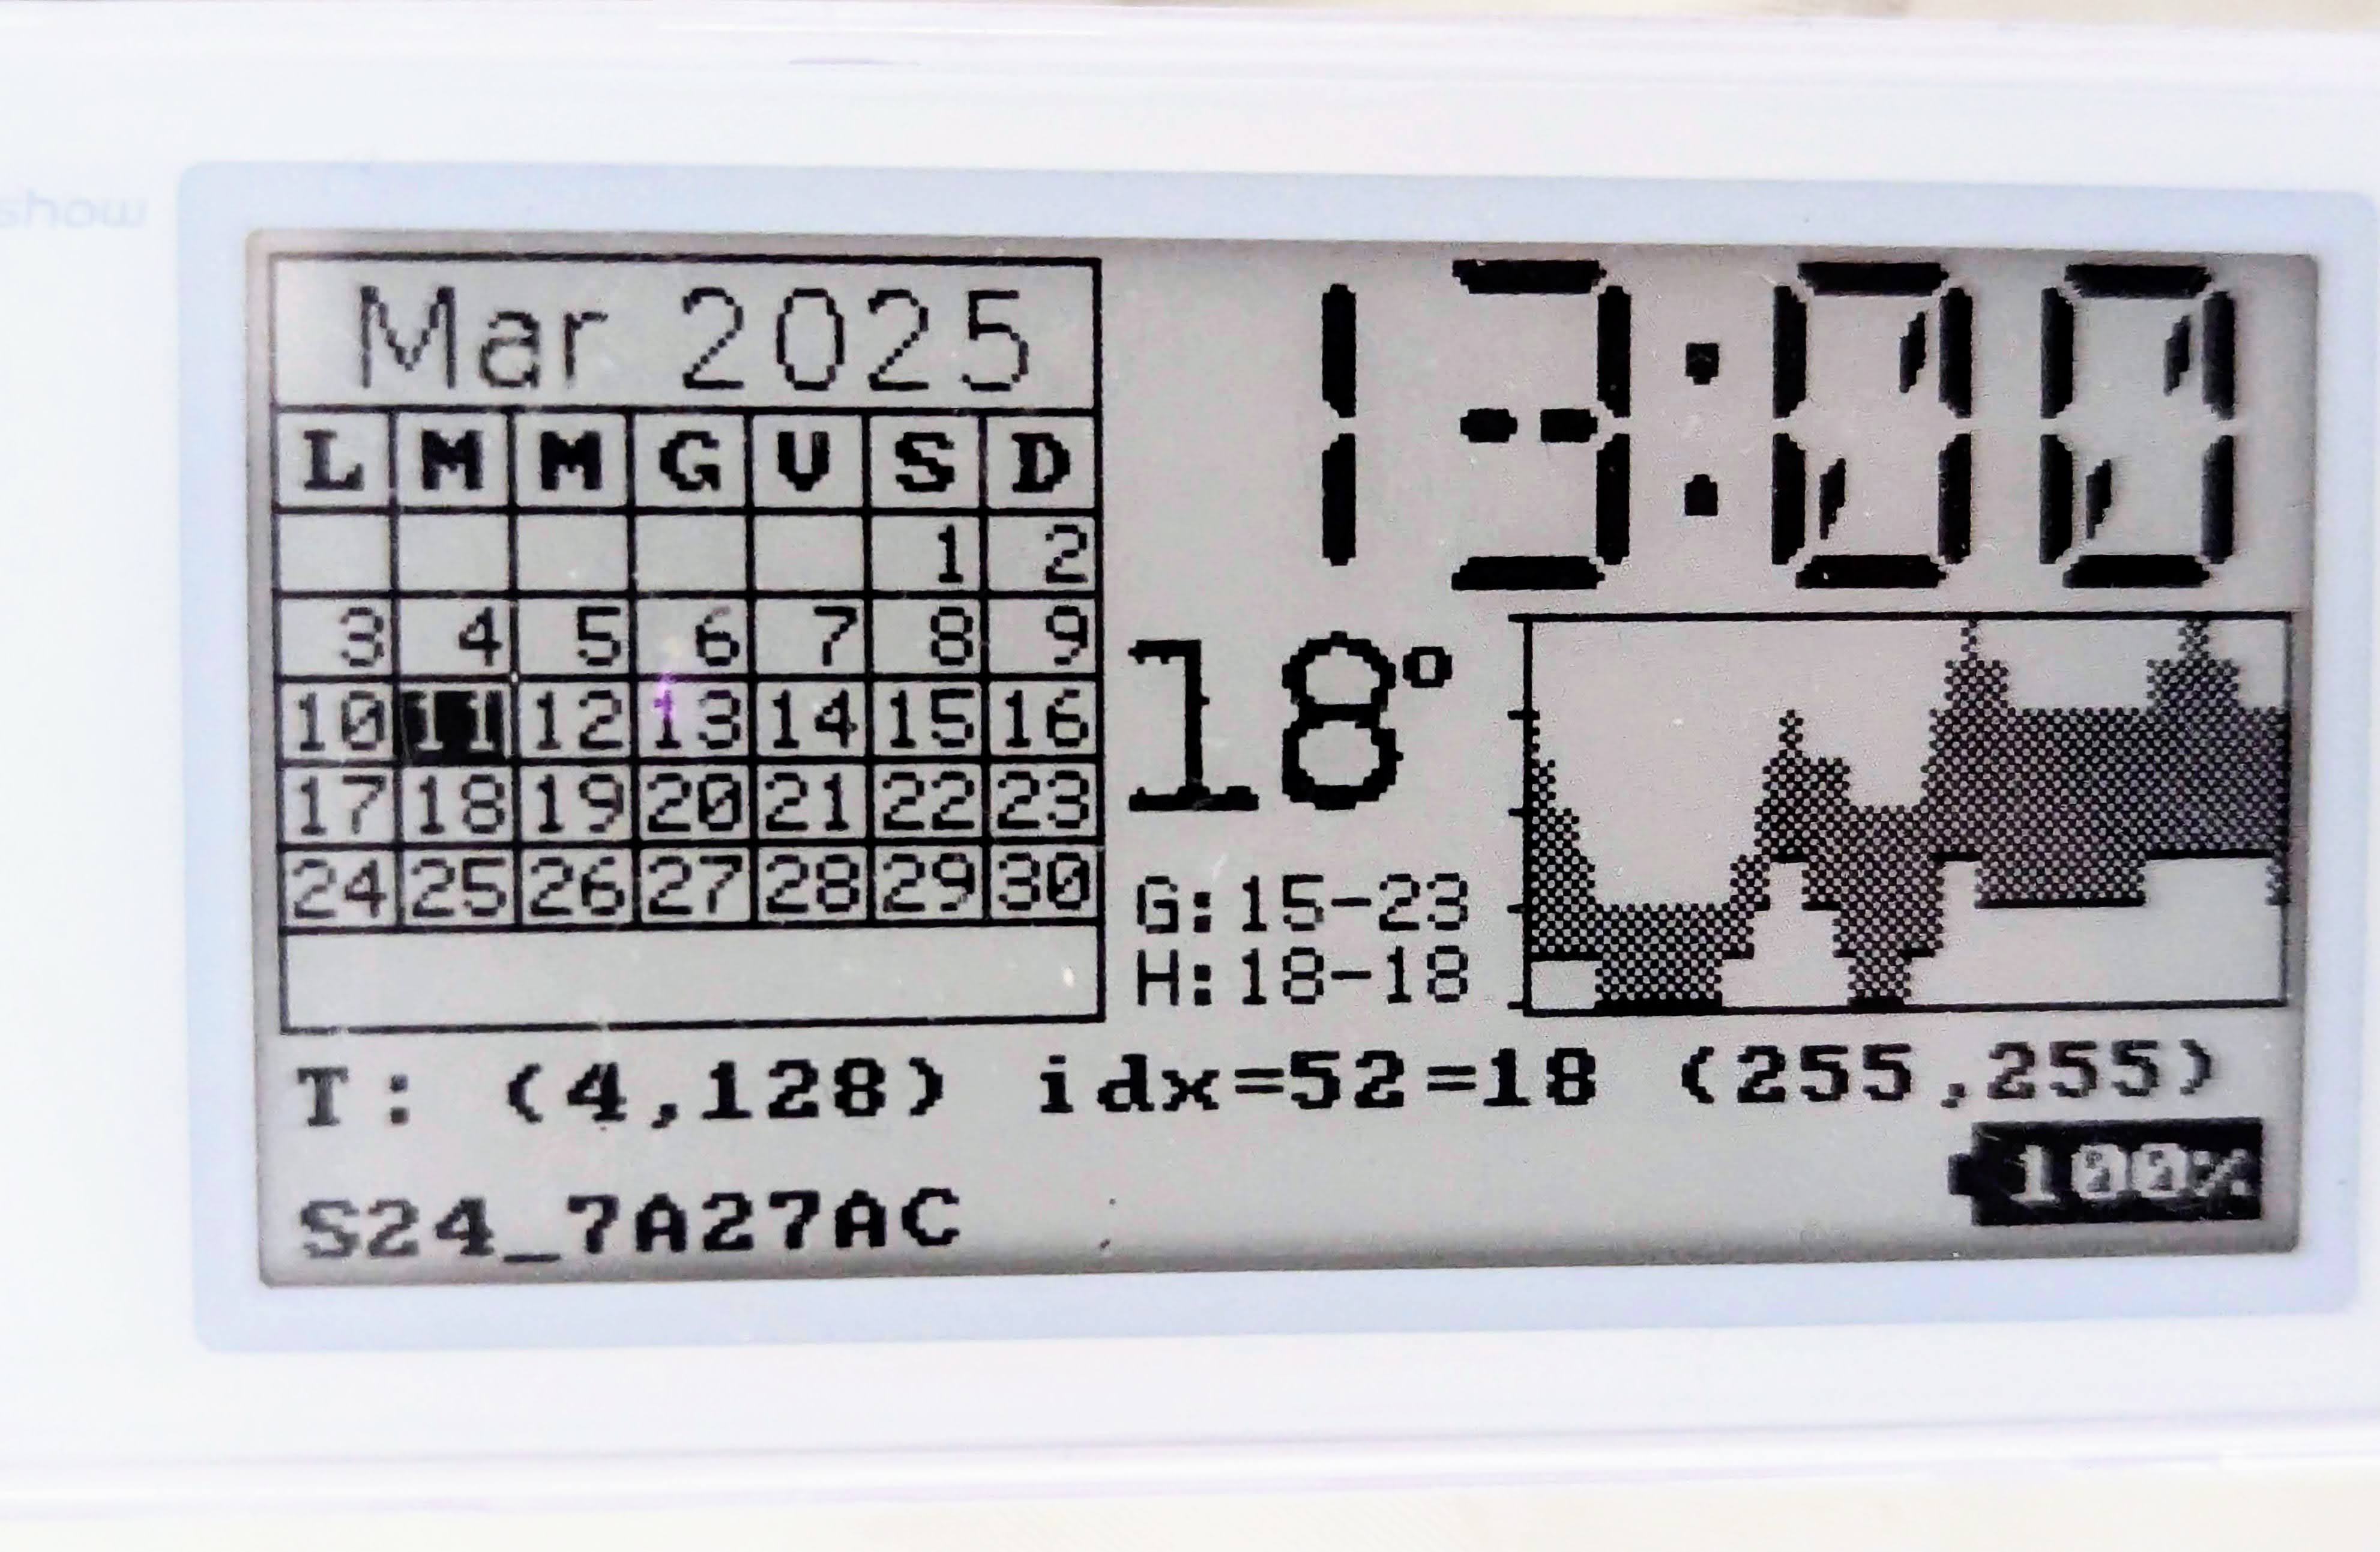 show
Mar 2025
L M M G V S D
1 2
3 4 5 6 7 8 9
10 11 12 13 14 15 16
17 18 19 20 21 22 23
24 25 26 27 28 29 30
13:00
18°
G:15-23
H:18-18
T: (4,128) idx=52=18 (255,255)
100%
S24_7A27AC